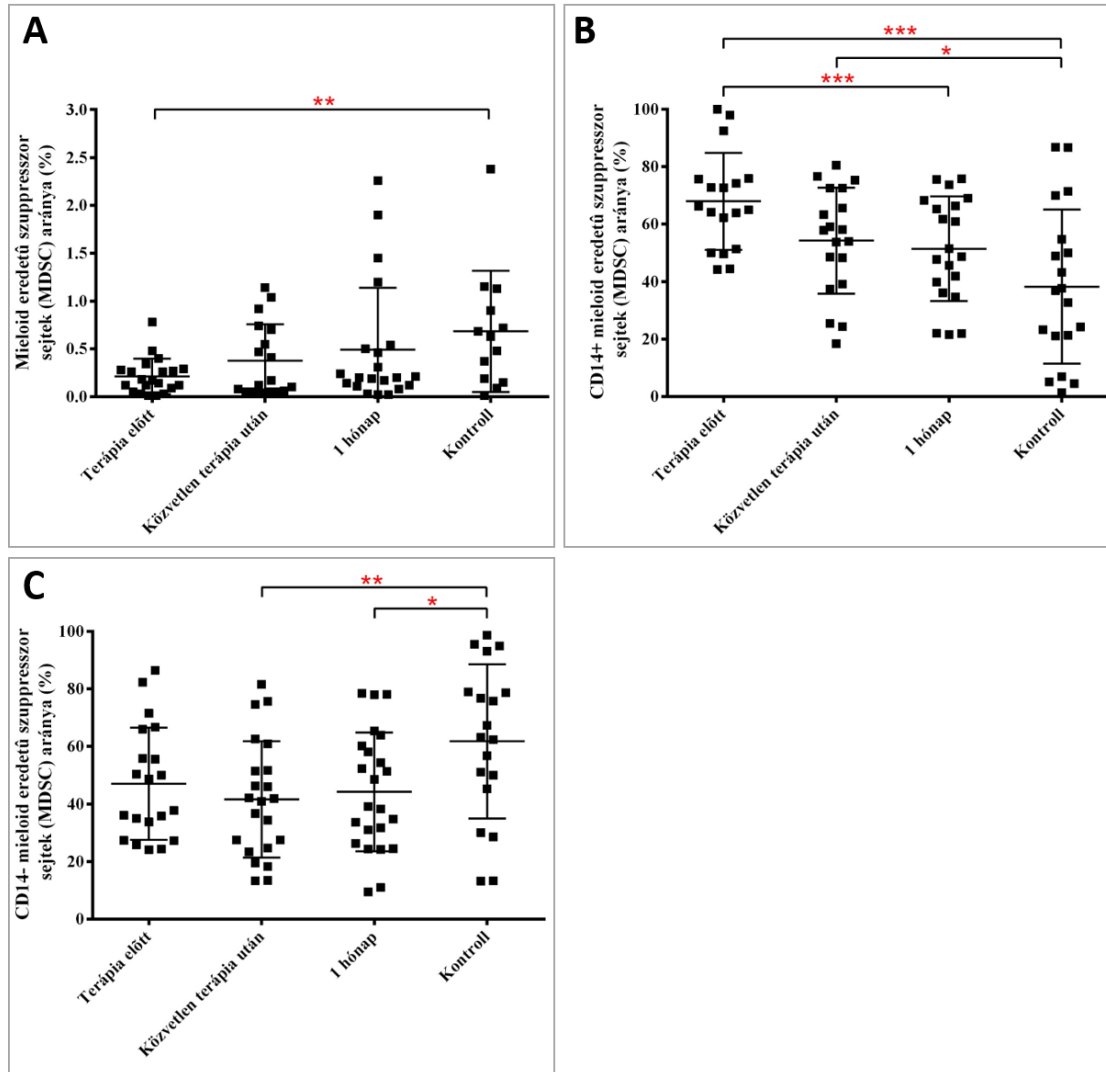 A
**
3.0
2.5
2.0
1.5
1.0
0.5
0.0
Mieloid eredetû szuppresszor
sejtek (MDSC) aránya (%)
Terápia előtt
Közvetlen terápia után
1 hónap
Kontroll
B
***
*
***
100
80
60
40
20
0
CD14+ mieloid eredetû szuppresszor
sejtek (MDSC) aránya (%)
Terápia előtt
Közvetlen terápia után
1 hónap
Kontroll
C
**
*
100
80
60
40
20
0
CD14- mieloid eredetû szuppresszor
sejtek (MDSC) aránya (%)
Terápia előtt
Közvetlen terápia után
1 hónap
Kontroll